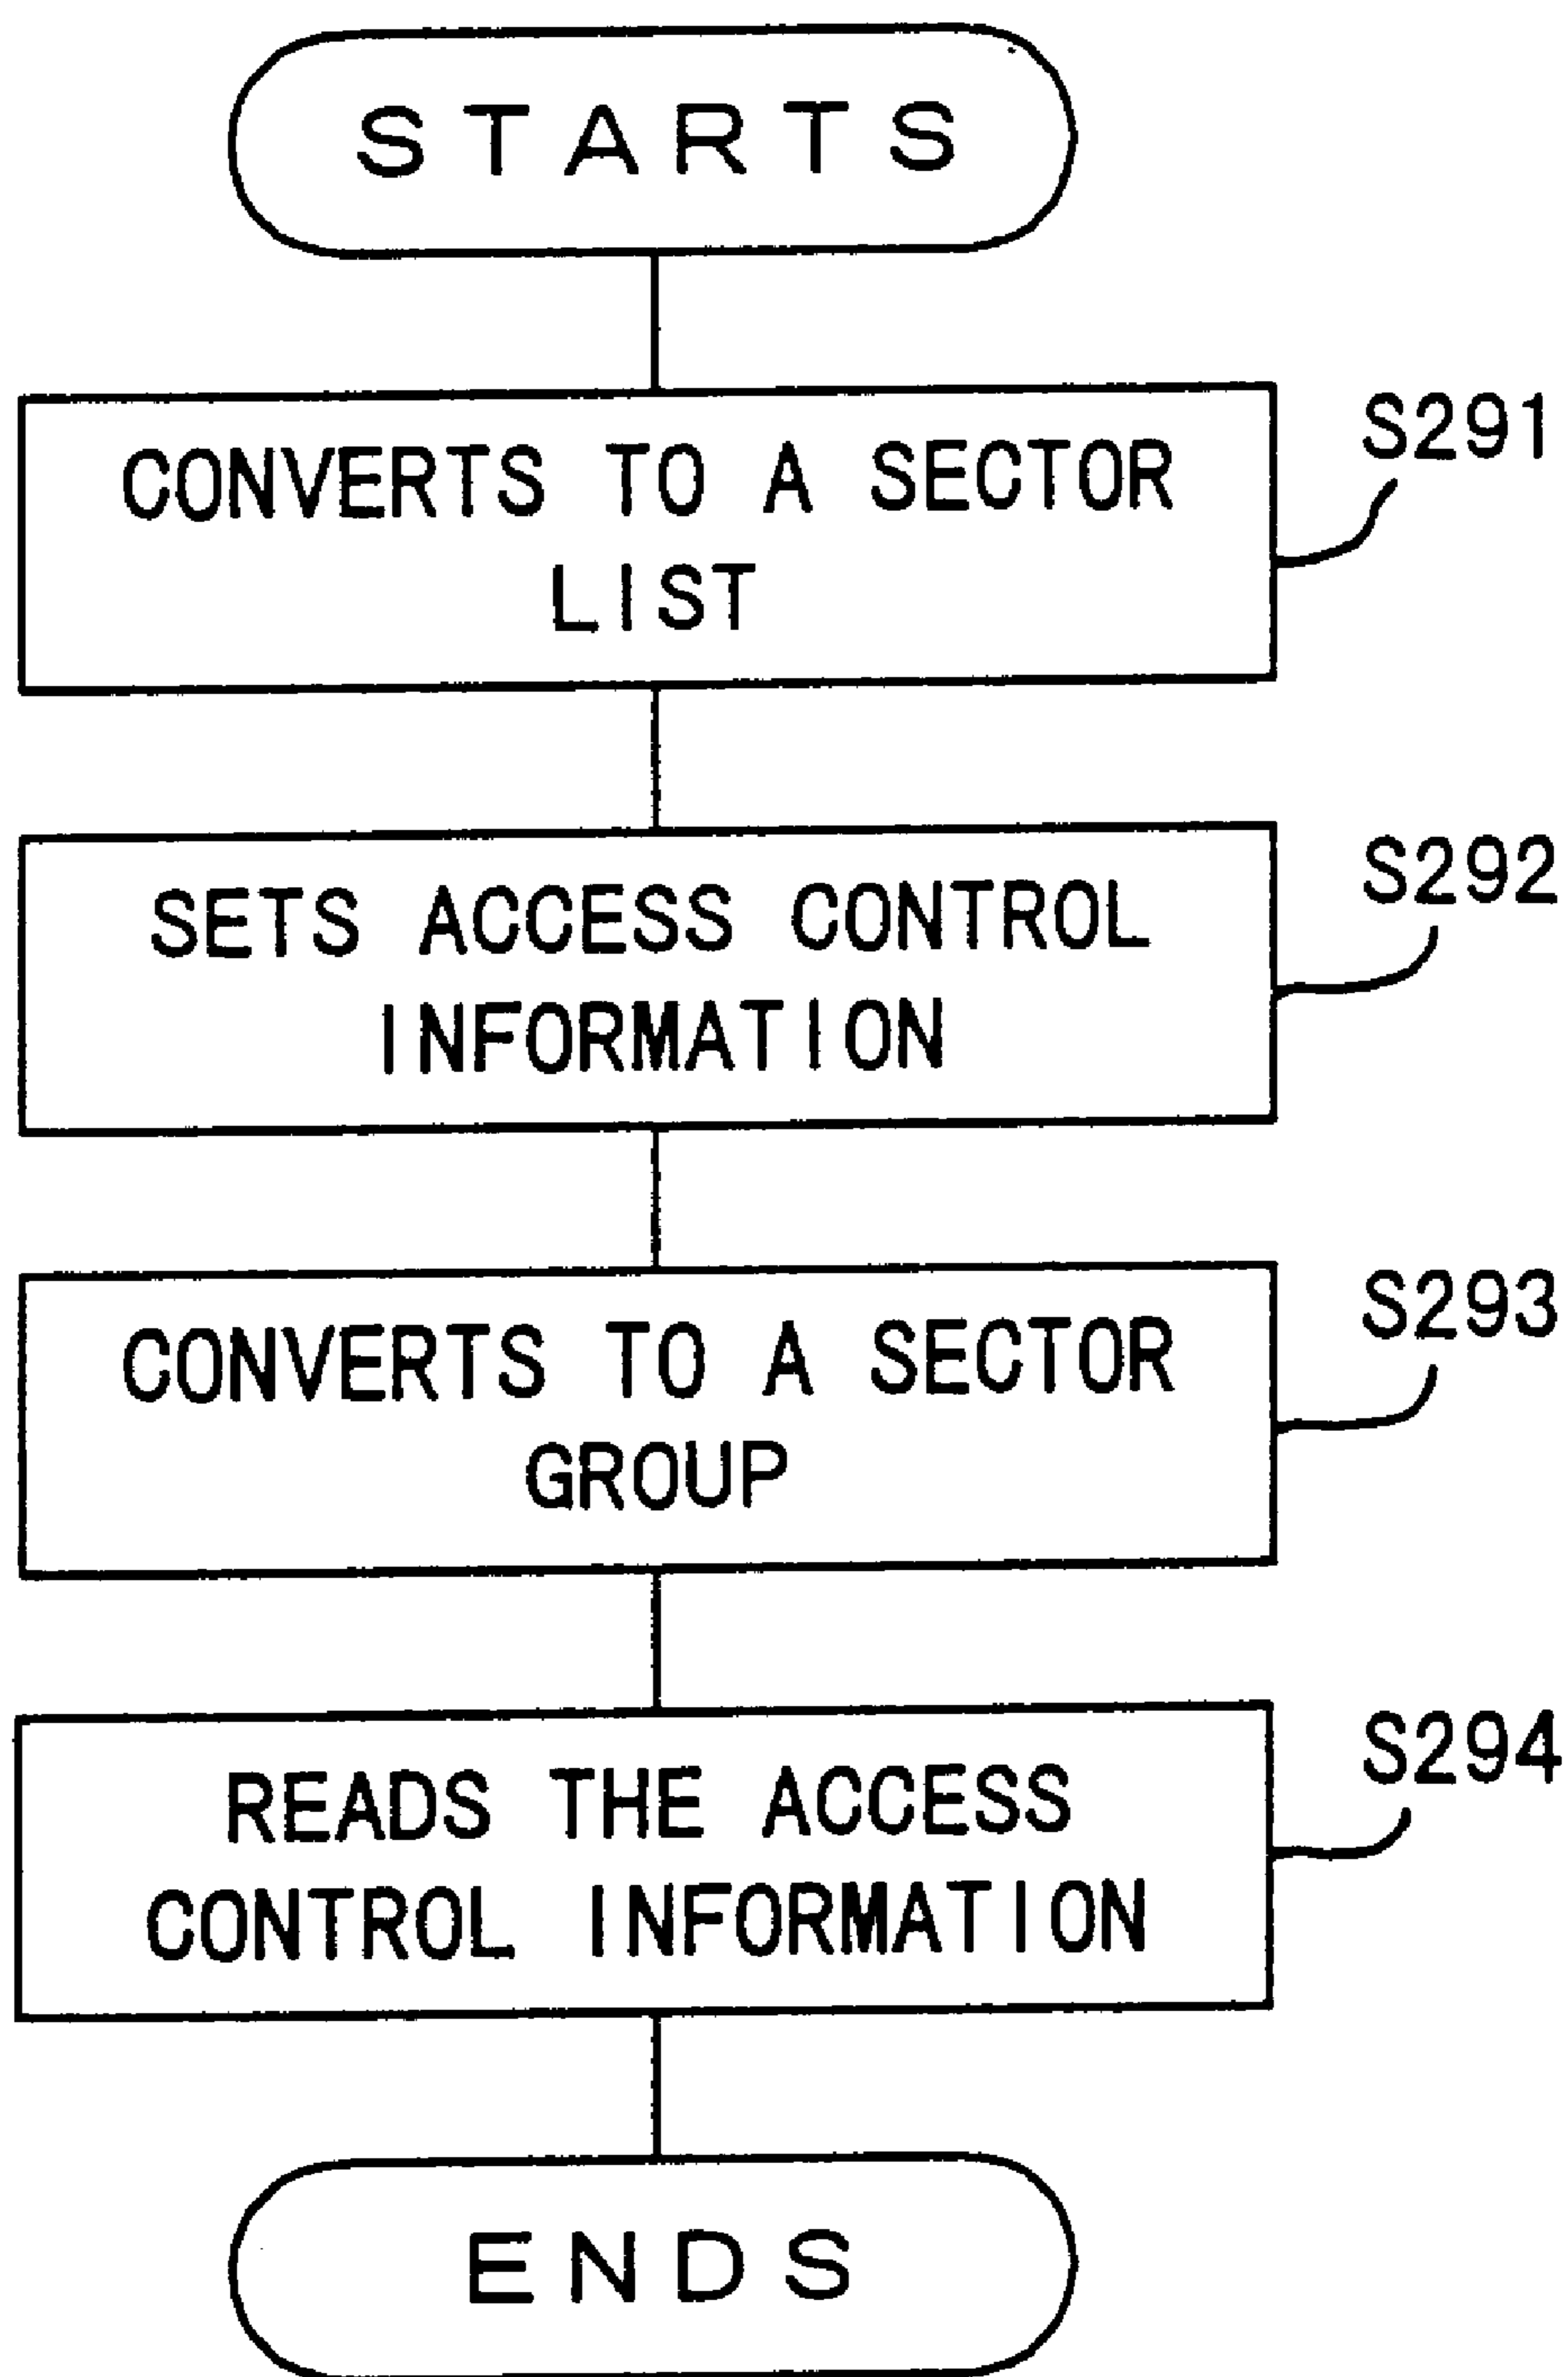 STARTS
CONVERTS TO A SECTOR
LIST
S291
SETS ACCESS CONTROL
INFORMATION
S292
CONVERTS TO A SECTOR
GROUP
S293
READS THE ACCESS
CONTROL INFORMATION
S294
ENDS